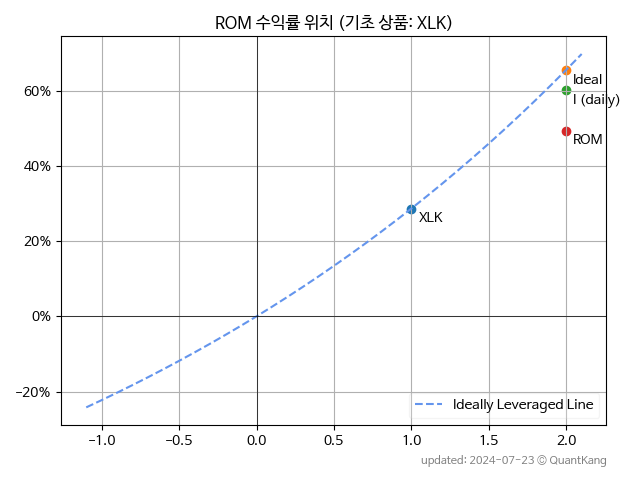 ROM 수익률 위치 (기초 상품: XLK)
60%
40%
20%
0%
−20%
Ideal
I (daily)
ROM
XLK
Ideally Leveraged Line
−1.0 −0.5 0.0 0.5 1.0 1.5 2.0
updated: 2024-07-23 © QuantKang